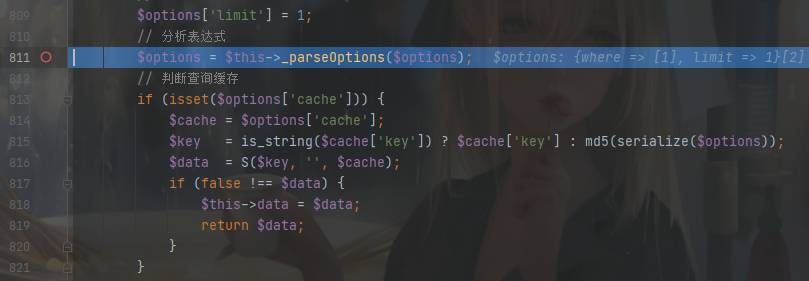 809 $options['limit'] = 1;
810 // 分析表达式
811 $options = $this->_parseOptions($options); $options: {where => [1], limit => 1}[2]
812 // 判断查询缓存
813 if (isset($options['cache'])) {
814 $cache = $options['cache'];
815 $key = is_string($cache['key']) ? $cache['key'] : md5(serialize($options));
816 $data = S($key, '', $cache);
817 if (false !== $data) {
818 $this->data = $data;
819 return $data;
820 }
821 }